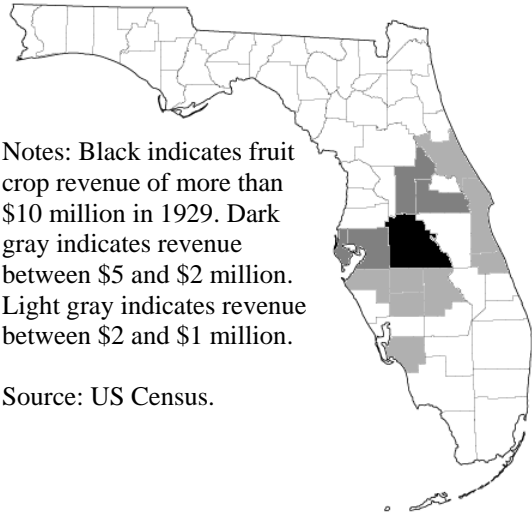 Notes: Black indicates fruit
crop revenue of more than
$10 million in 1929. Dark
gray indicates revenue
between $5 and $2 million.
Light gray indicates revenue
between $2 and $1 million.
Source: US Census.